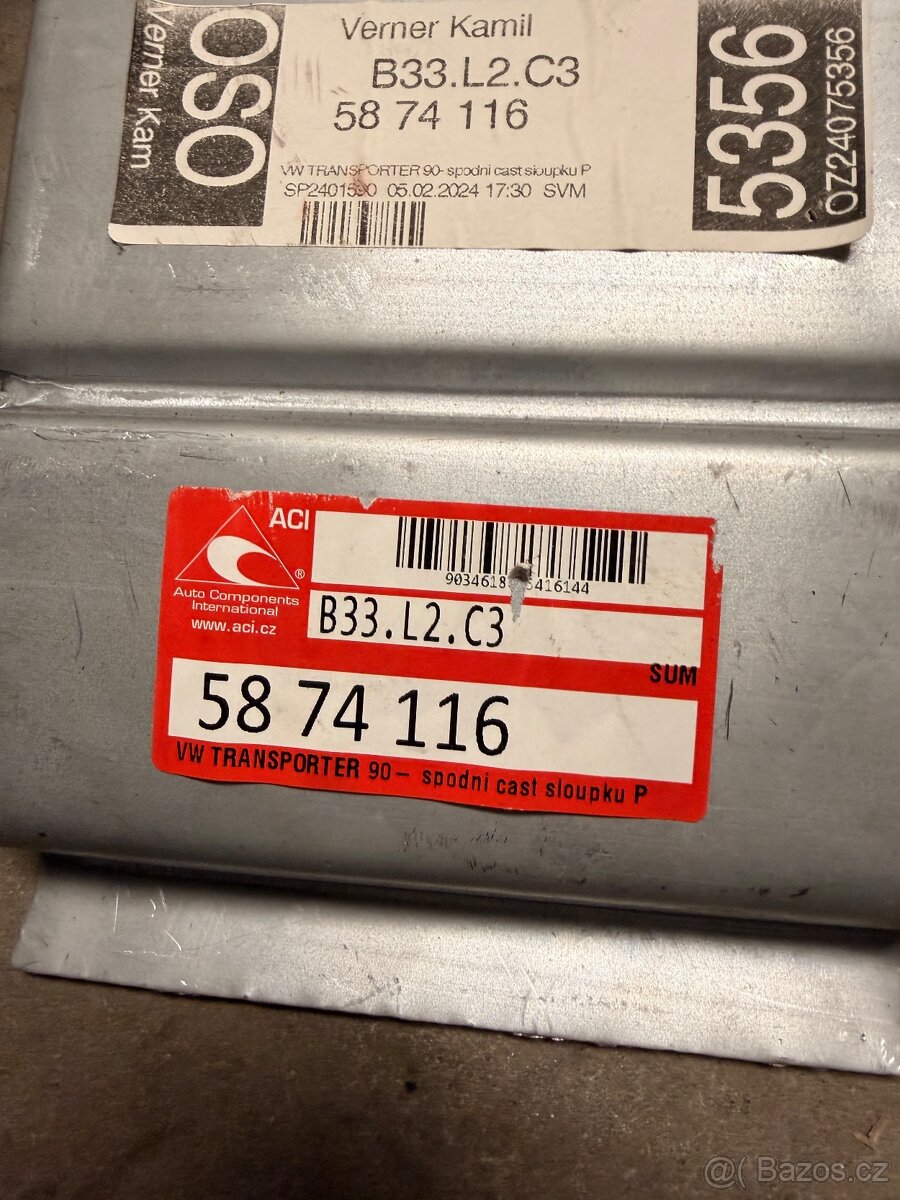 Verner Kam
OSO
Verner Kamil
B33.L2.C3
58 74 116
VW TRANSPORTER 90- spodni cast sloupku P
SP2401590 05.02.2024 17:30 SVM
5356
OZ24075356
ACI
®
Auto Components
International
www.aci.cz
B33.L2.C3
SUM
58 74 116
VW TRANSPORTER 90- spodni cast sloupku P
@( Bazos.cz